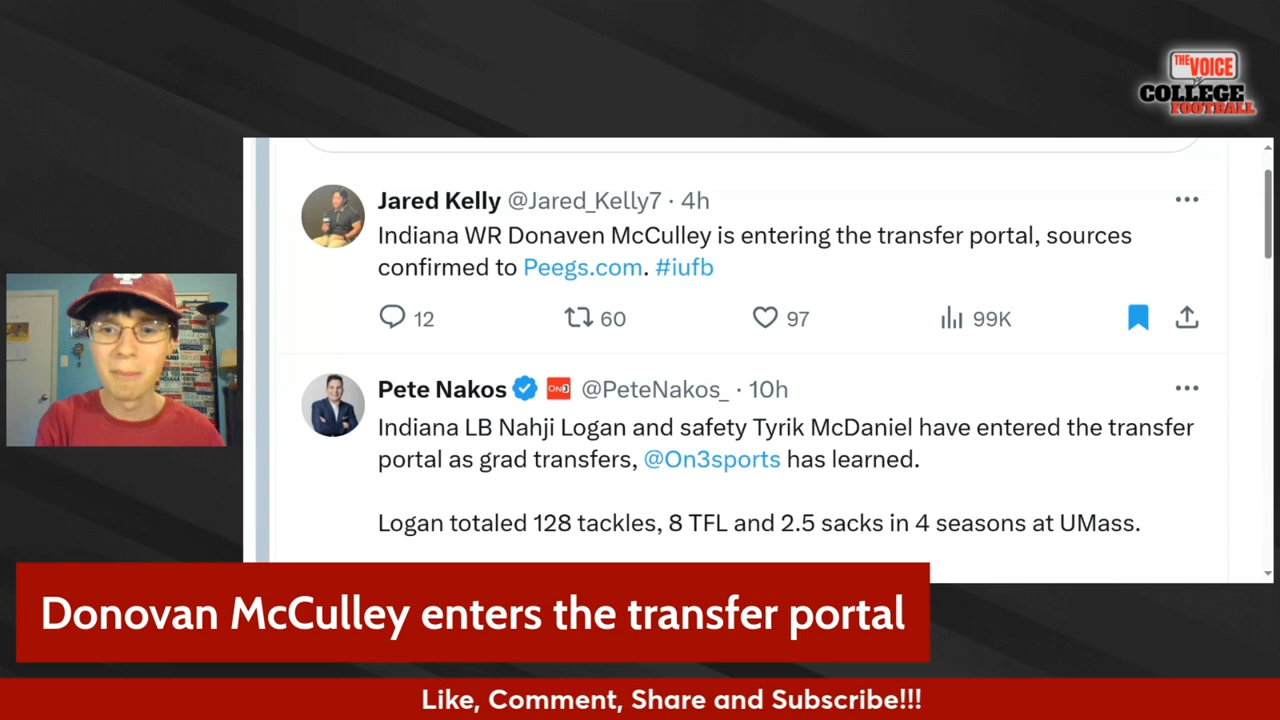 THE VOICE
OF
COLLEGE
FOOTBALL
Jared Kelly @Jared_Kelly7 · 4h
Indiana WR Donaven McCulley is entering the transfer portal, sources
confirmed to Peegs.com. #iufb
12 60 97 99K
Pete Nakos On3 @PeteNakos_ · 10h
Indiana LB Nahji Logan and safety Tyrik McDaniel have entered the transfer
portal as grad transfers, @On3sports has learned.
Logan totaled 128 tackles, 8 TFL and 2.5 sacks in 4 seasons at UMass.
Donovan McCulley enters the transfer portal
Like, Comment, Share and Subscribe!!!